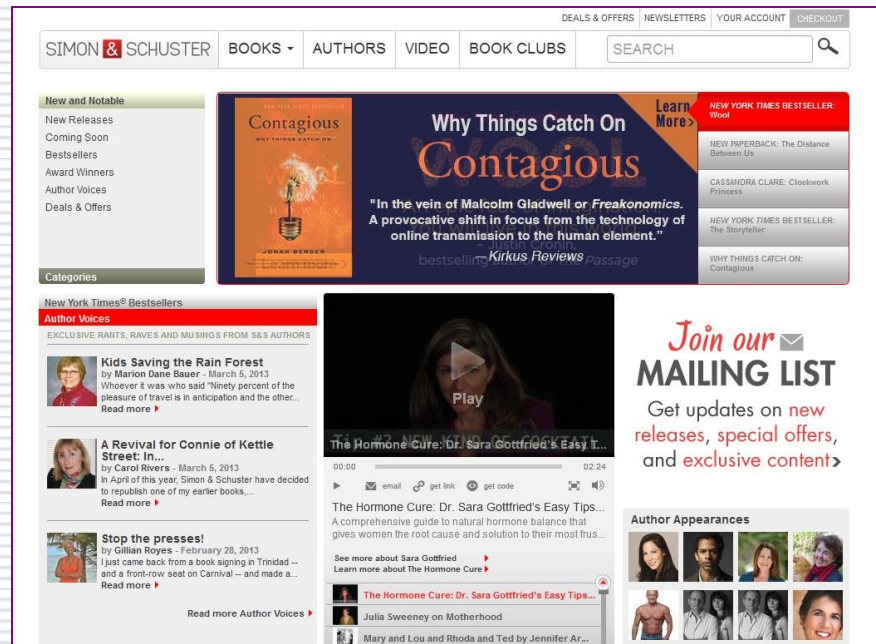 DEALS & OFFERS NEWSLETTERS YOUR ACCOUNT CHECKOUT
SIMON & SCHUSTER BOOKS AUTHORS VIDEO BOOK CLUBS SEARCH
New and Notable
New Releases
Coming Soon
Bestsellers
Award Winners
Author Voices
Deals & Offers
Categories
Contagious
WHY THINGS CATCH ON
JONAH BERGER
Why Things Catch On
Contagious
"In the vein of Malcolm Gladwell or Freakonomics.
A provocative shift in focus from the technology of
online transmission to the human element."
– Justin Cronin,
— Kirkus Reviews
bestselling author of The Passage
Learn
More>
NEW YORK TIMES BESTSELLER:
Wool
NEW PAPERBACK: The Distance
Between Us
CASSANDRA CLARE: Clockwork
Princess
NEW YORK TIMES BESTSELLER:
The Storyteller
WHY THINGS CATCH ON:
Contagious
New York Times® Bestsellers
Author Voices
EXCLUSIVE RANTS, RAVES AND MUSINGS FROM S&S AUTHORS
Kids Saving the Rain Forest
by Marion Dane Bauer - March 5, 2013
Whoever it was who said "Ninety percent of the
pleasure of travel is in anticipation and the other...
Read more
A Revival for Connie of Kettle
Street: In...
by Carol Rivers - March 5, 2013
In April of this year, Simon & Schuster have decided
to republish one of my earlier books,...
Read more
Stop the presses!
by Gillian Royes - February 28, 2013
I just came back from a book signing in Trinidad --
and a front-row seat on Carnival -- and made a...
Read more
Read more Author Voices
Play
Tip #2 NEW KIND OF COCKTAIL
The Hormone Cure: Dr. Sara Gottfried's Easy T...
00:00 02:24
email get link get code
The Hormone Cure: Dr. Sara Gottfried's Easy Tips...
A comprehensive guide to natural hormone balance that
gives women the root cause and solution to their most frus...
See more about Sara Gottfried
Learn more about The Hormone Cure
The Hormone Cure: Dr. Sara Gottfried's Easy Tips...
Julia Sweeney on Motherhood
Mary and Lou and Rhoda and Ted by Jennifer Ar...
Join our
MAILING LIST
Get updates on new
releases, special offers,
and exclusive content>
Author Appearances